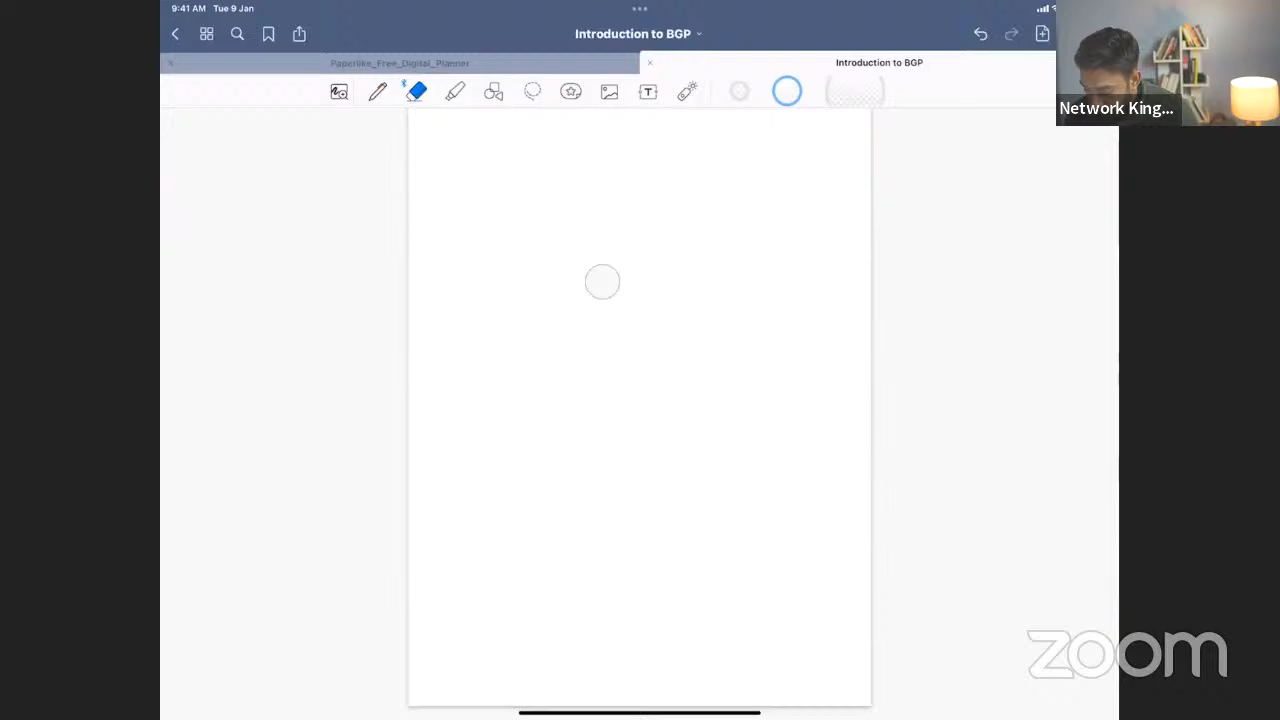 9:41 AM Tue 9 Jan
Introduction to BGP
Paperlike_Free_Digital_Planner
Introduction to BGP
T
Network King...
zoom